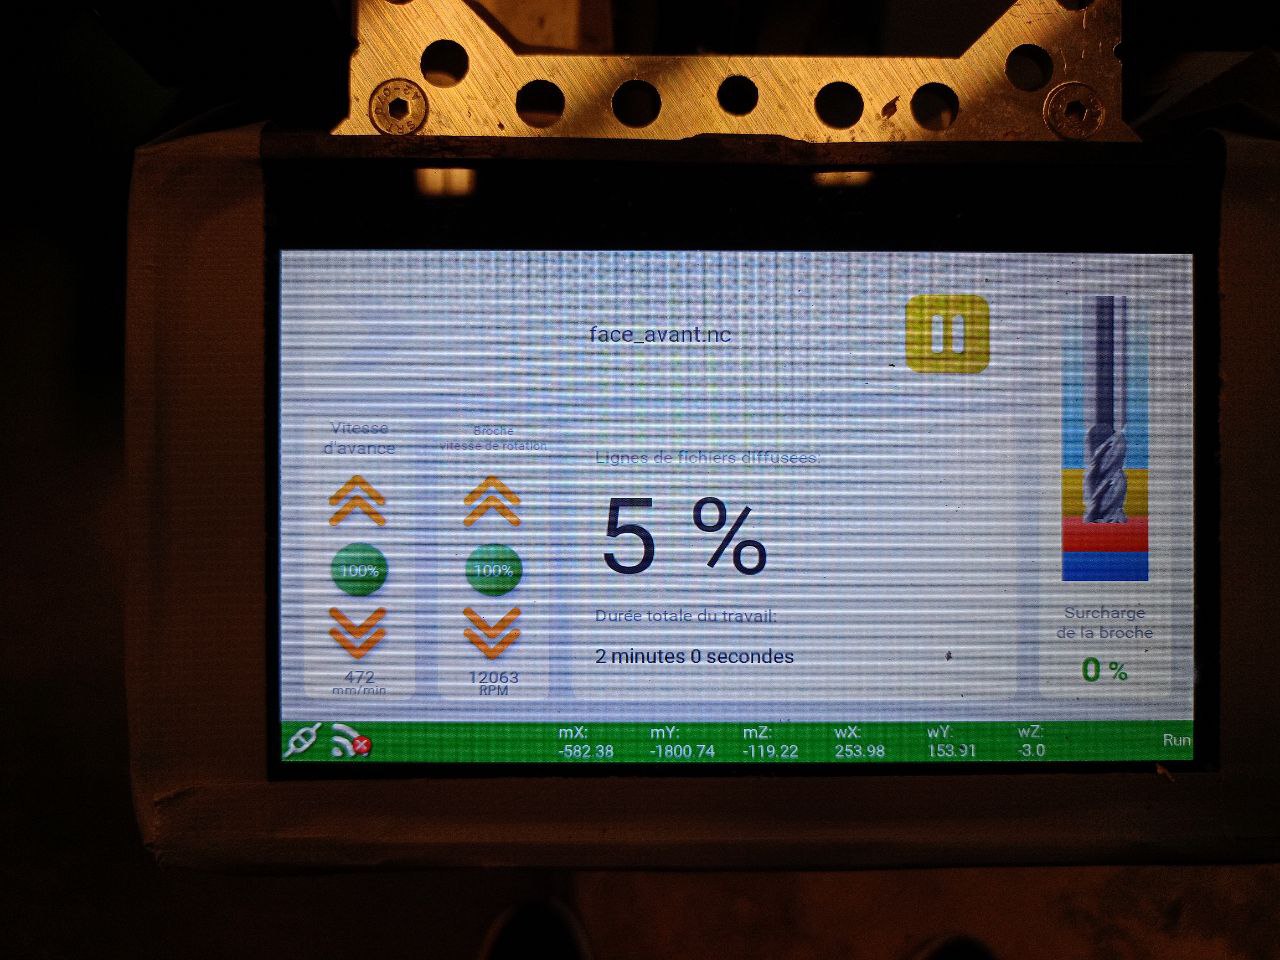 face_avant.nc
Vitesse
d'avance
100%
472
mm/min
Broche
vitesse de rotation
100%
12063
RPM
Lignes de fichiers diffusées:
5 %
Durée totale du travail:
2 minutes 0 secondes
Surcharge
de la broche
0 %
mX: mY: mZ: wX: wY: wZ:
-582.38 -1800.74 -119.22 253.98 153.91 -3.0
Run